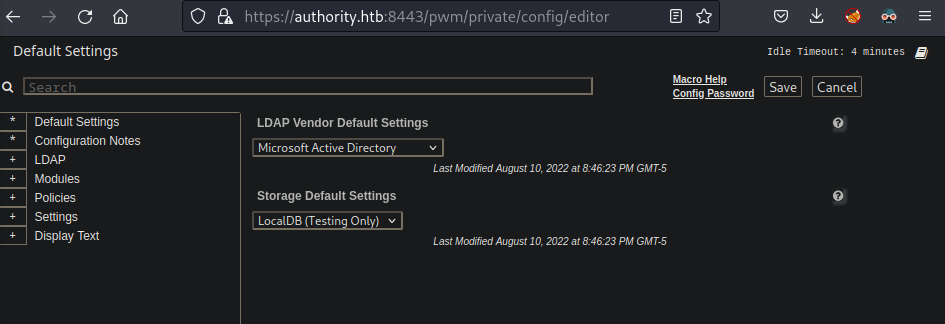 https://authority.htb:8443/pwm/private/config/editor
Default Settings
Idle Timeout: 4 minutes
Search
Macro Help
Config Password
Save
Cancel
* Default Settings
* Configuration Notes
+ LDAP
+ Modules
+ Policies
+ Settings
+ Display Text
LDAP Vendor Default Settings
Microsoft Active Directory
Last Modified August 10, 2022 at 8:46:23 PM GMT-5
Storage Default Settings
LocalDB (Testing Only)
Last Modified August 10, 2022 at 8:46:23 PM GMT-5